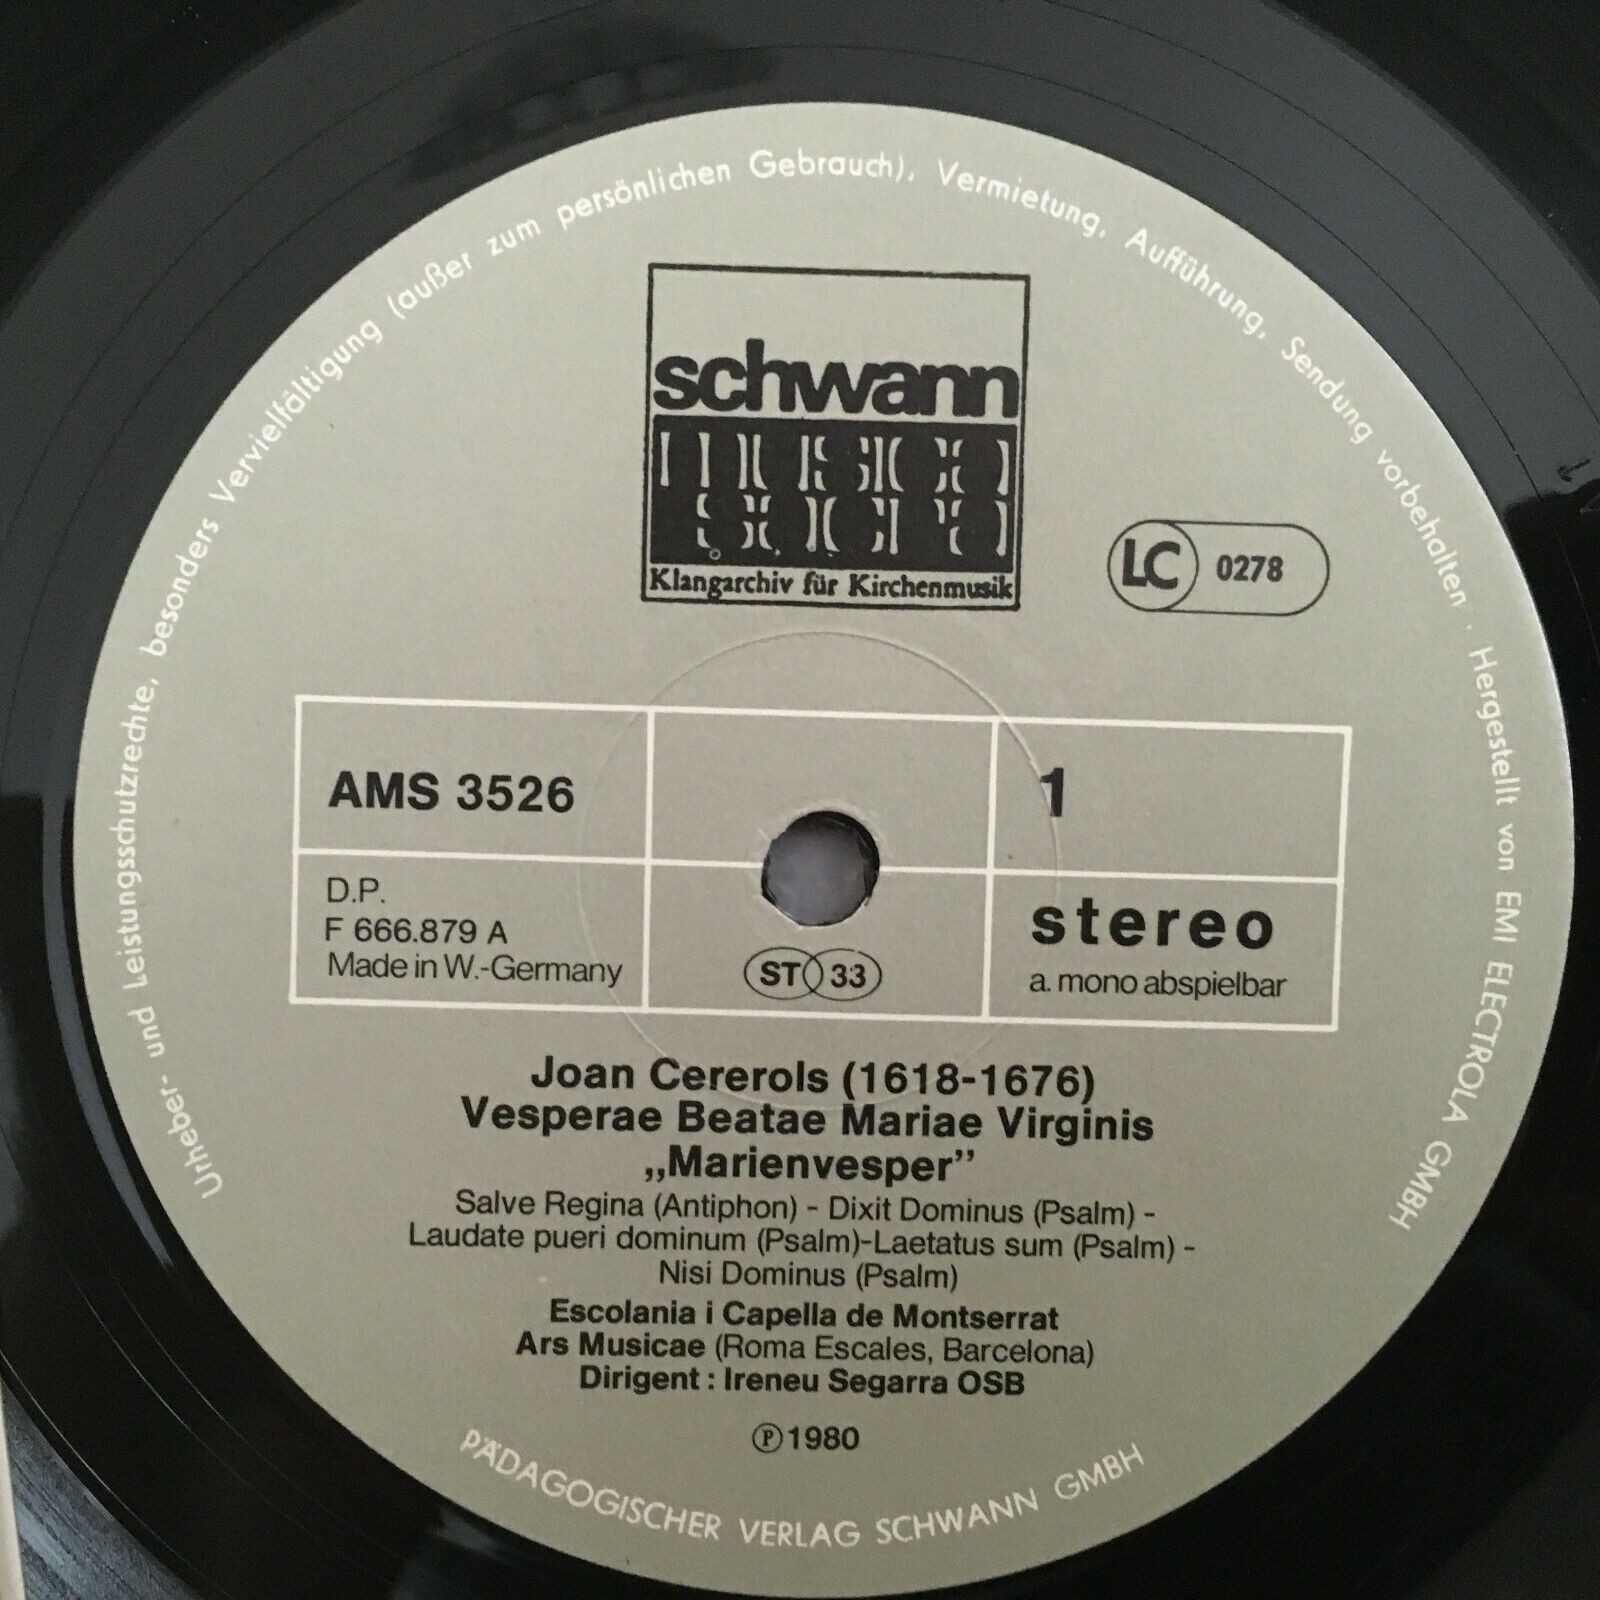 Urheber- und Leistungsschutzrechte, besonders Vervielfältigung (außer zum persönlichen Gebrauch), Vermietung, Aufführung, Sendung vorbehalten. Hergestellt von EMI ELECTROLA GMBH
schwann
Klangarchiv für Kirchenmusik
LC 0278
AMS 3526
1
D.P.
F 666.879 A
Made in W.-Germany
ST 33
stereo
a. mono abspielbar
Joan Cererols (1618-1676)
Vesperae Beatae Mariae Virginis
„Marienvesper”
Salve Regina (Antiphon) - Dixit Dominus (Psalm) -
Laudate pueri dominum (Psalm)-Laetatus sum (Psalm) -
Nisi Dominus (Psalm)
Escolania i Capella de Montserrat
Ars Musicae (Roma Escales, Barcelona)
Dirigent : Ireneu Segarra OSB
Ⓟ 1980
PÄDAGOGISCHER VERLAG SCHWANN GMBH